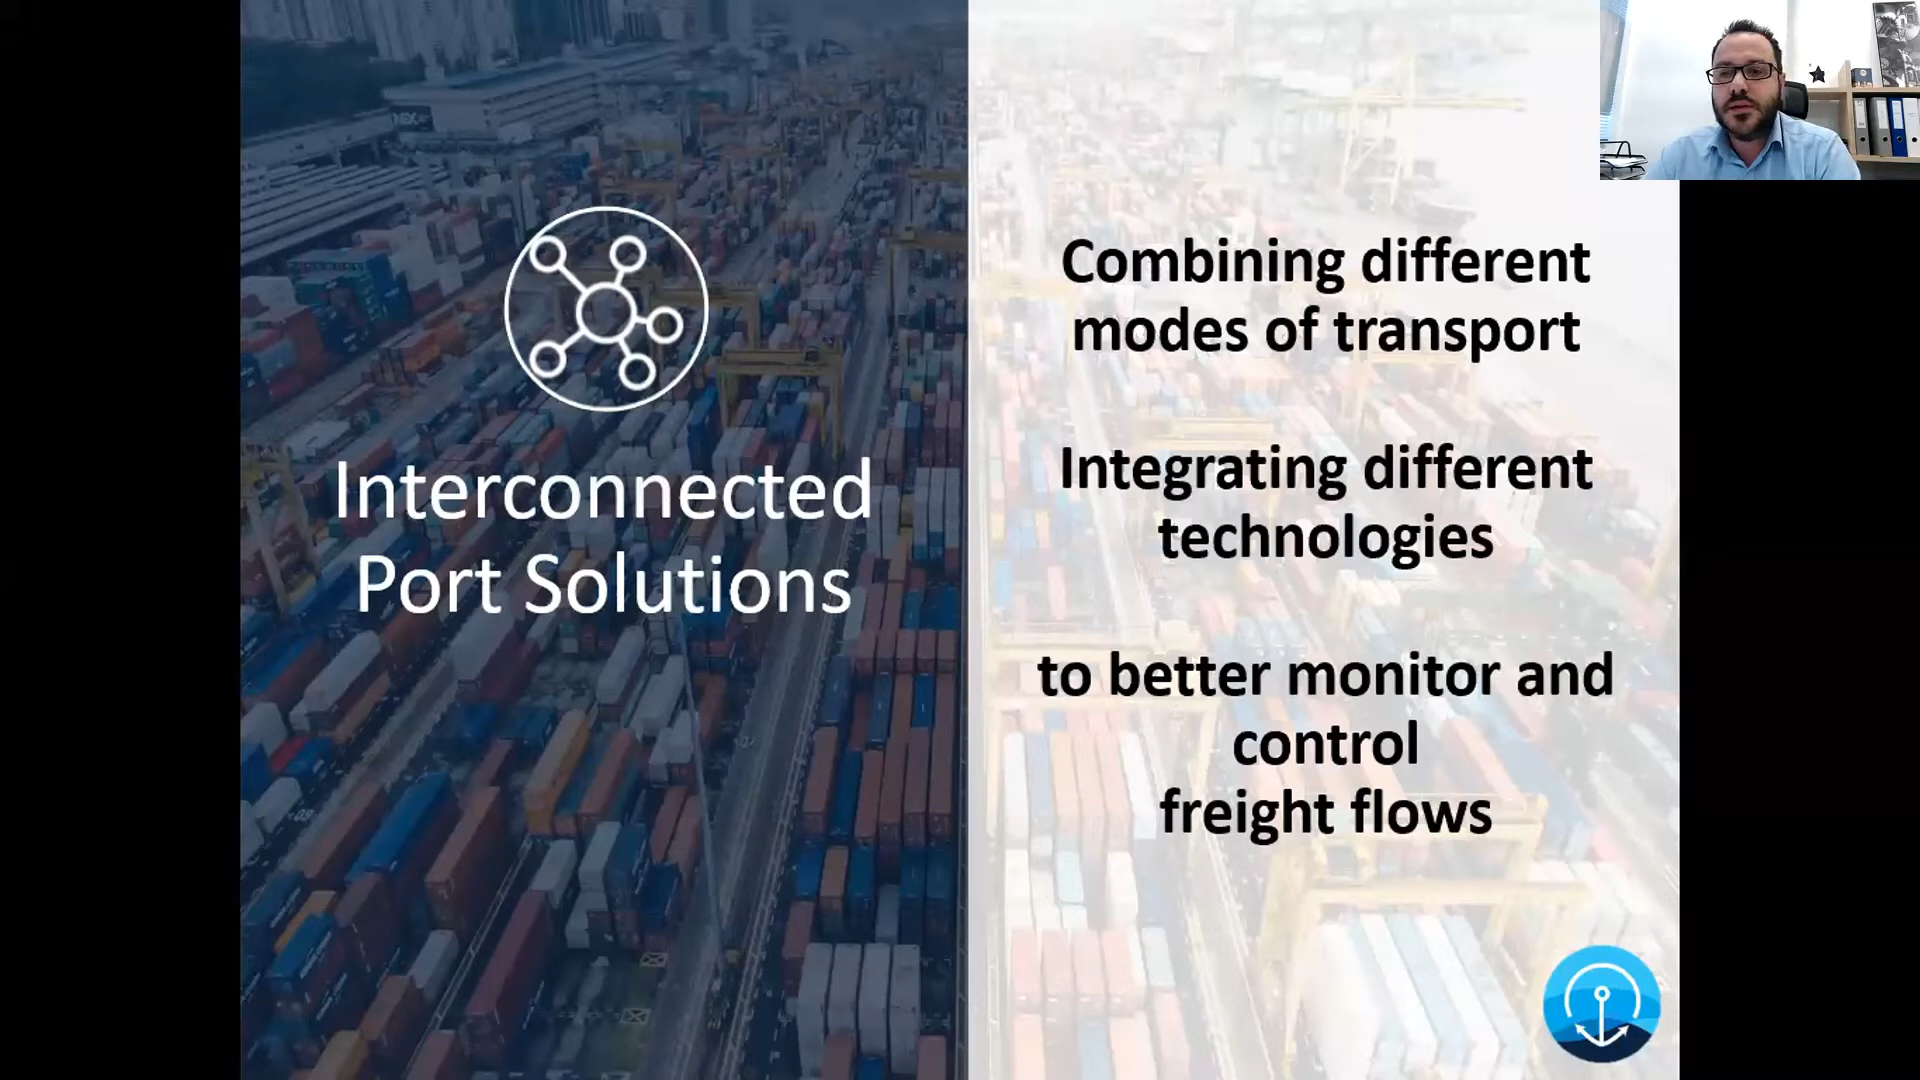 Interconnected
Port Solutions
Combining different
modes of transport
Integrating different
technologies
to better monitor and
control
freight flows